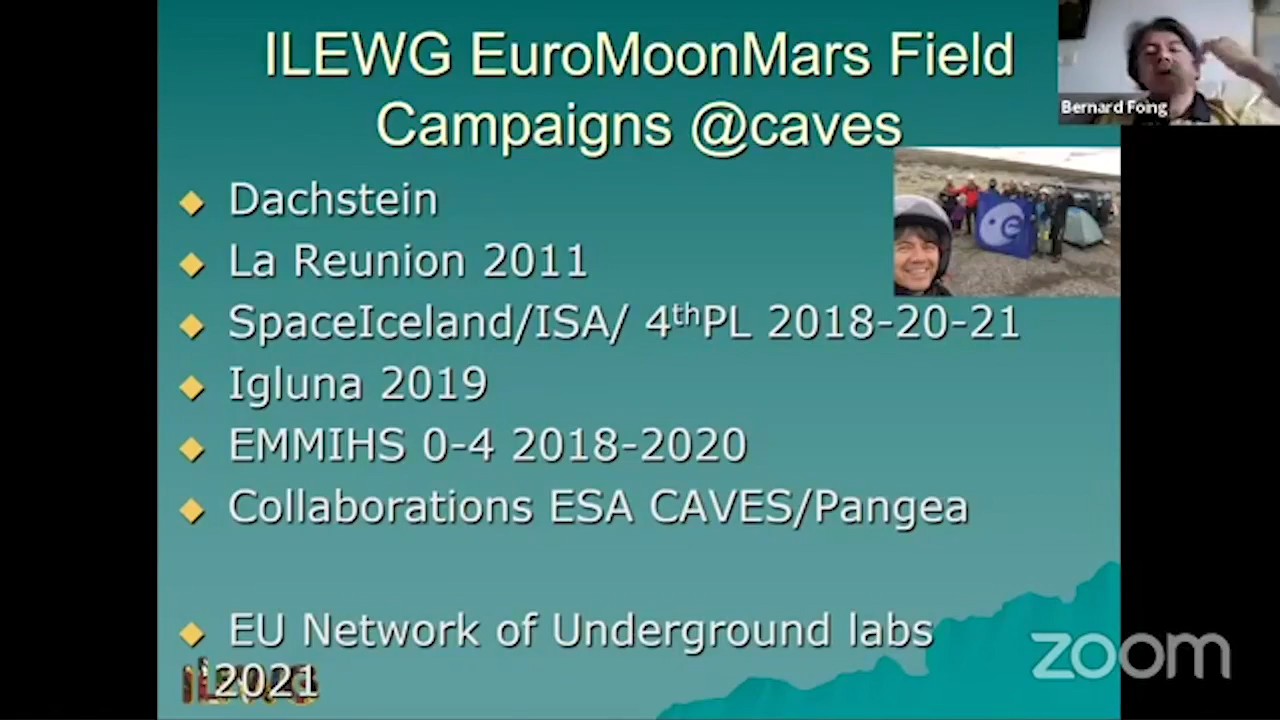 ILEWG EuroMoonMars Field
Campaigns @caves
Bernard Foing
Dachstein
La Reunion 2011
SpaceIceland/ISA/ 4thPL 2018-20-21
Igluna 2019
EMMIHS 0-4 2018-2020
Collaborations ESA CAVES/Pangea
EU Network of Underground labs
2021
ILEWG
zoom